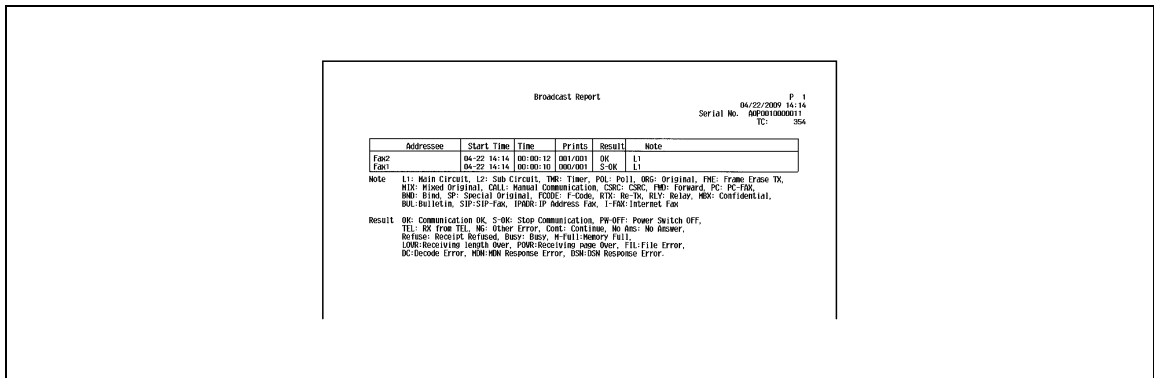 Broadcast Report
P 1
04/22/2009 14:14
Serial No. A0P0010000011
TC: 354
Addressee Start Time Time Prints Result Note
Fax2 04-22 14:14 00:00:12 001/001 OK L1
Fax1 04-22 14:14 00:00:10 000/001 S-OK L1
Note L1: Main Circuit, L2: Sub Circuit, TMR: Timer, POL: Poll, ORG: Original, FME: Frame Erase TX,
MIX: Mixed Original, CALL: Manual Communication, CSRC: CSRC, FWD: Forward, PC: PC-FAX,
BND: Bind, SP: Special Original, FCODE: F-Code, RTX: Re-Tx, RLY: Relay, MBX: Confidential,
BUL:Bulletin, SIP:SIP-Fax, IPADR:IP Address Fax, I-FAX:Internet Fax
Result OK: Communication OK, S-OK: Stop Communication, PW-OFF: Power Switch OFF,
TEL: RX from TEL, NG: Other Error, Cont: Continue, No Ans: No Answer,
Refuse: Receipt Refused, Busy: Busy, M-Full:Memory Full,
LOVR:Receiving length Over, POVR:Receiving page Over, FIL:File Error,
DC:Decode Error, MDN:MDN Response Error, DSN:DSN Response Error.